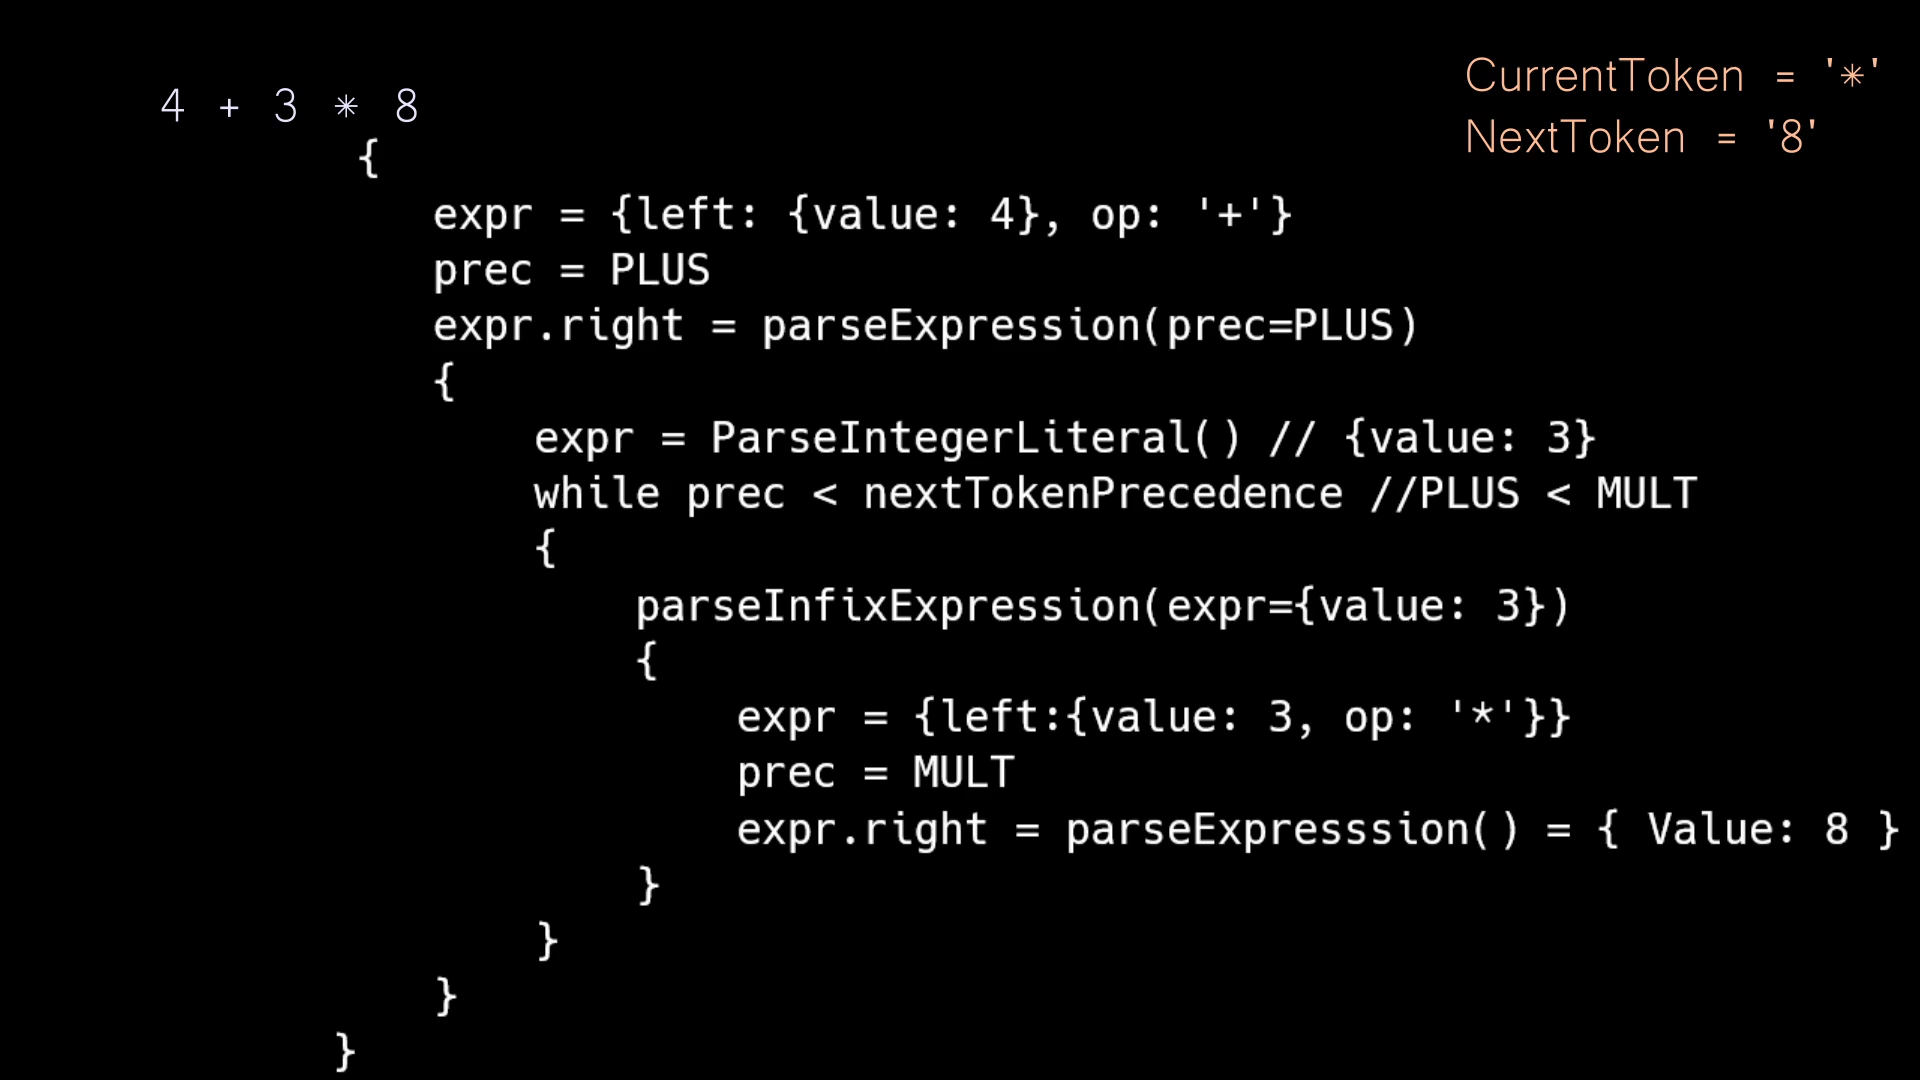 4 + 3 * 8
CurrentToken = '*'
NextToken = '8'
{
expr = {left: {value: 4}, op: '+'}
prec = PLUS
expr.right = parseExpression(prec=PLUS)
{
expr = ParseIntegerLiteral() // {value: 3}
while prec < nextTokenPrecedence //PLUS < MULT
{
parseInfixExpression(expr={value: 3})
{
expr = {left:{value: 3, op: '*'}}
prec = MULT
expr.right = parseExpresssion() = { Value: 8 }
}
}
}
}